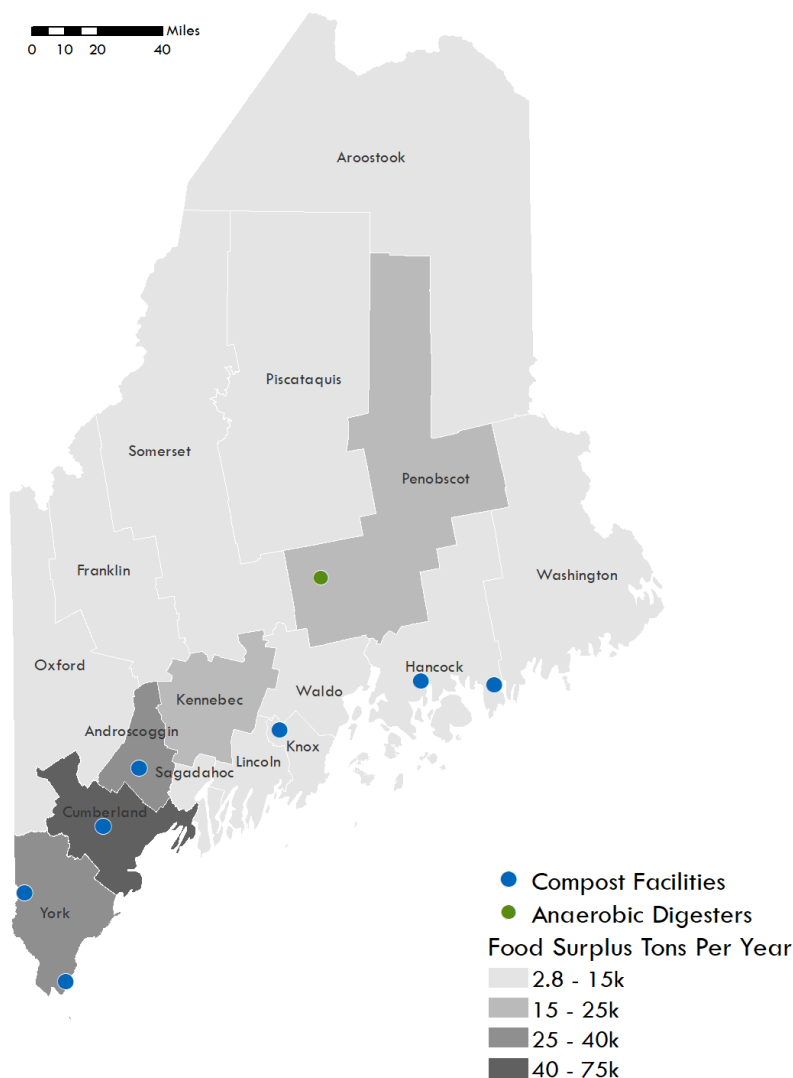 Miles
0 10 20 40
Aroostook
Piscataquis
Somerset
Penobscot
Franklin
Washington
Oxford
Hancock
Kennebec
Waldo
Androscoggin
Knox
Lincoln
Sagadahoc
Cumberland
York
Compost Facilities
Anaerobic Digesters
Food Surplus Tons Per Year
2.8 - 15k
15 - 25k
25 - 40k
40 - 75k